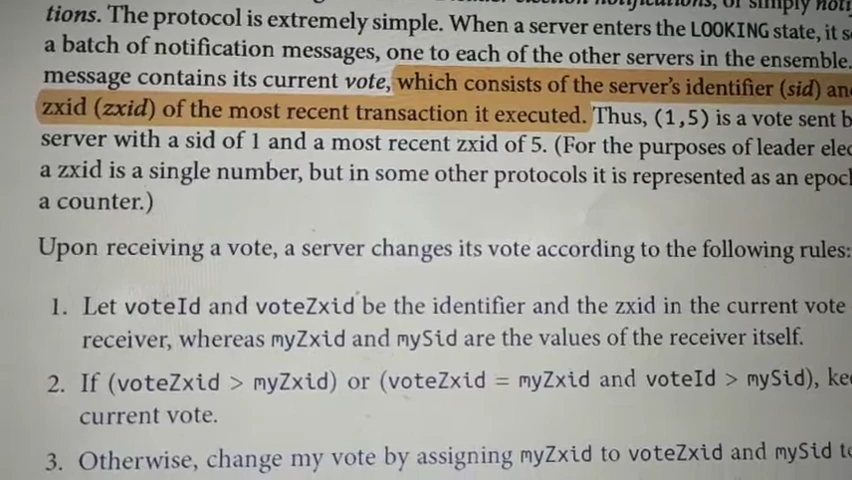 tions. The protocol is extremely simple. When a server enters the LOOKING state, it
a batch of notification messages, one to each of the other servers in the ensemble.
message contains its current vote, which consists of the server's identifier (sid)
zxid (zxid) of the most recent transaction it executed. Thus, (1,5) is a vote sent
server with a sid of 1 and a most recent zxid of 5. (For the purposes of leader
a zxid is a single number, but in some other protocols it is represented as an
a counter.)
Upon receiving a vote, a server changes its vote according to the following rules:
1. Let voteId and voteZxid be the identifier and the zxid in the current vote
receiver, whereas myZxid and mySid are the values of the receiver itself.
2. If (voteZxid > myZxid) or (voteZxid = myZxid and voteId > mySid),
current vote.
3. Otherwise, change my vote by assigning myZxid to voteZxid and mySid